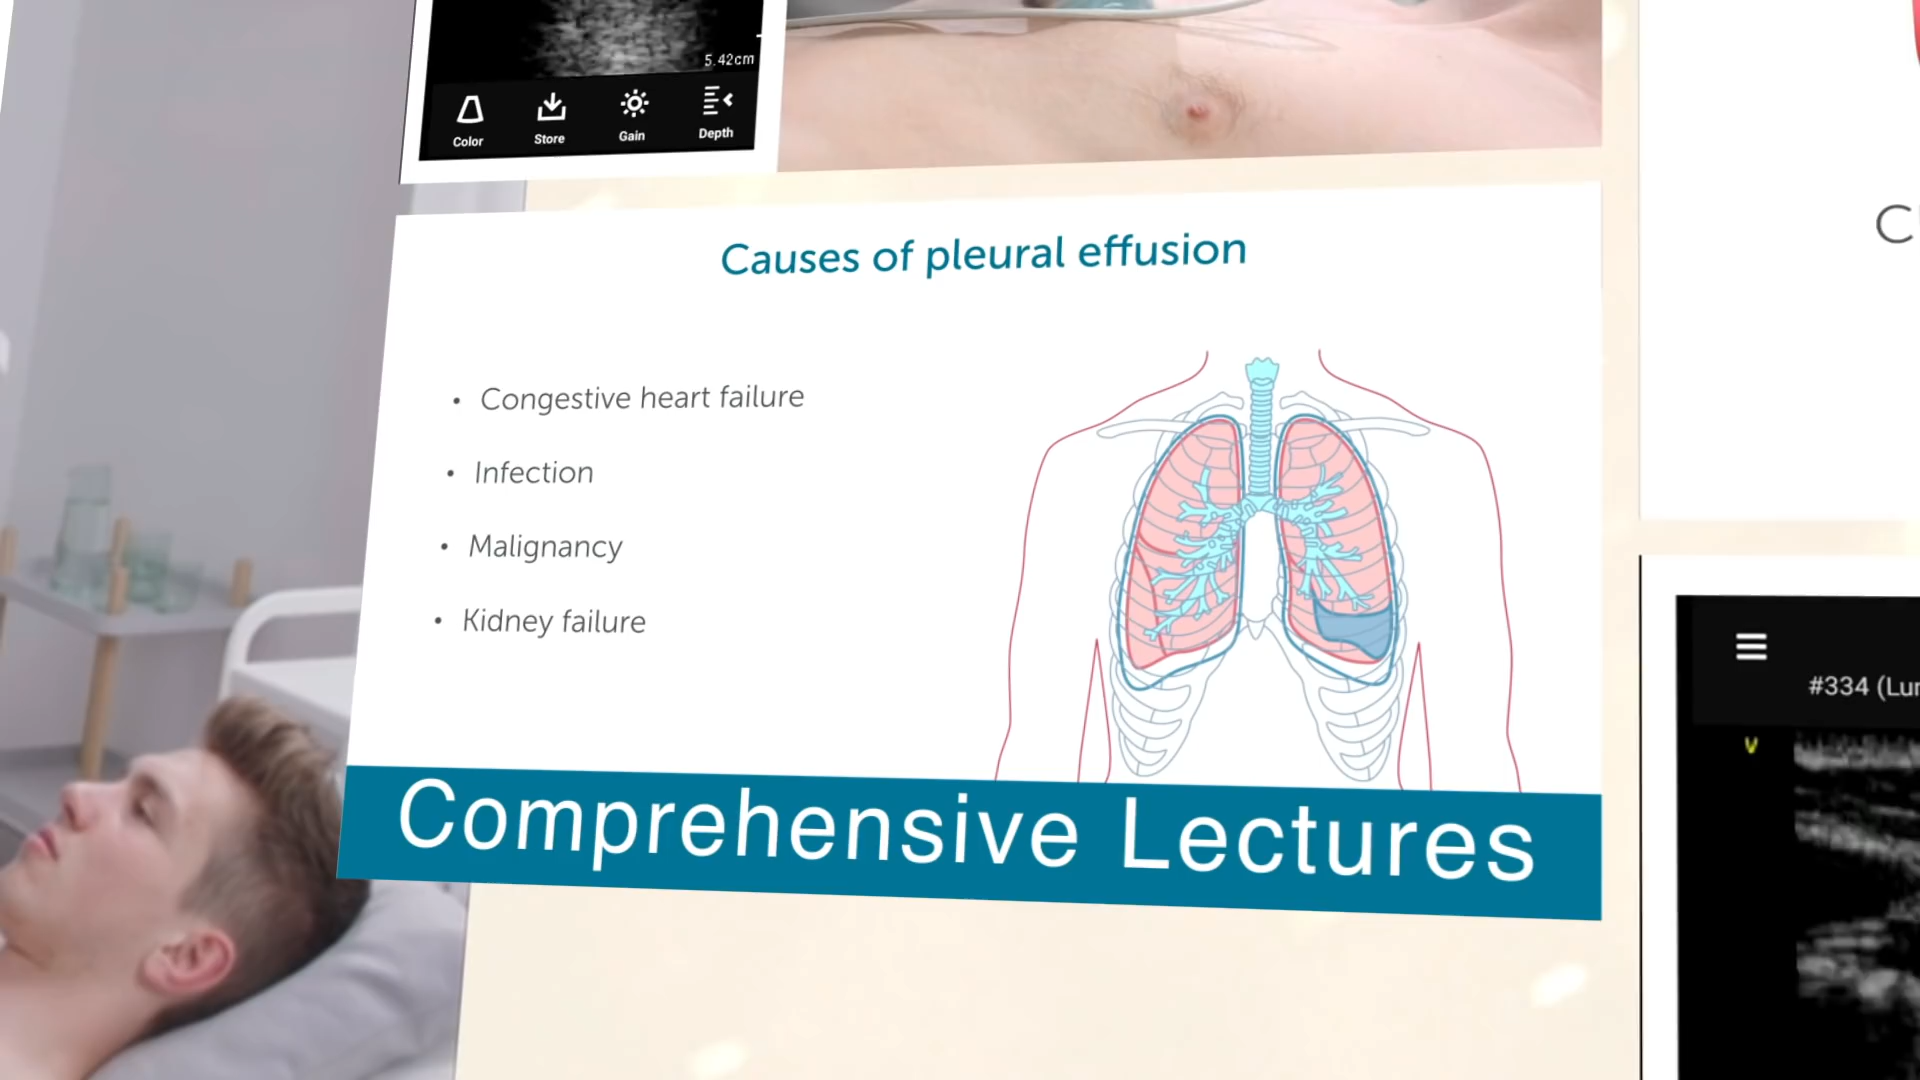 5.42cm
Color Store Gain Depth
Causes of pleural effusion
• Congestive heart failure
• Infection
• Malignancy
• Kidney failure
Comprehensive Lectures
#334
V